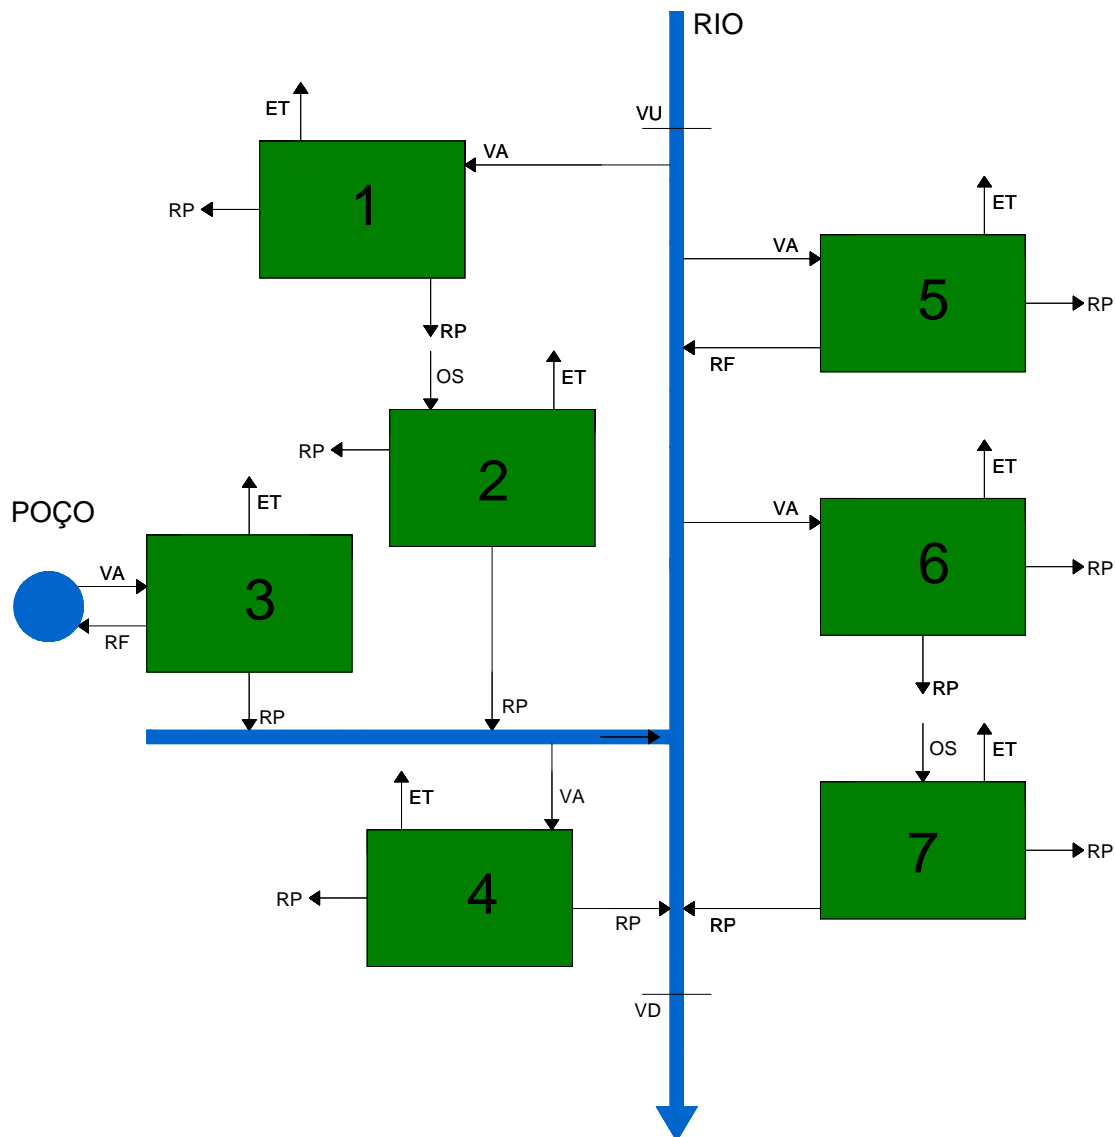 RIO
ET
VU
VA
1
RP
RP
ET
VA
5
RP
RF
OS
ET
RP
2
RP
POÇO
ET
VA
RF
3
RP
ET
VA
6
RP
RP
OS
ET
7
RP
RP
VA
ET
4
RP
RP
VD